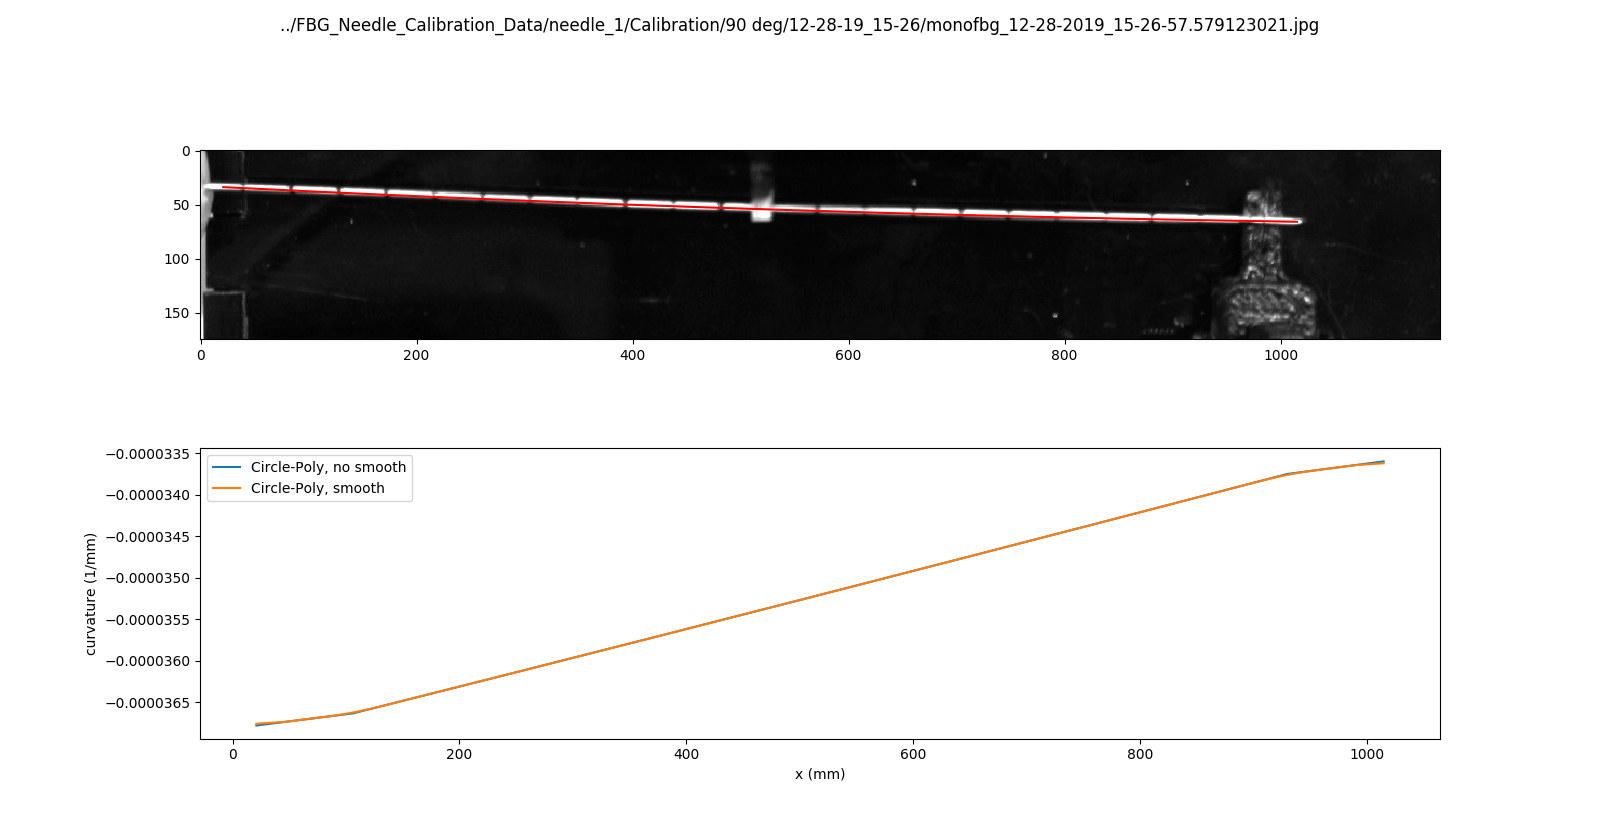 ../FBG_Needle_Calibration_Data/needle_1/Calibration/90 deg/12-28-19_15-26/monofbg_12-28-2019_15-26-57.579123021.jpg
0
50
100
150
0 200 400 600 800 1000
Circle-Poly, no smooth
Circle-Poly, smooth
curvature (1/mm)
−0.0000335
−0.0000340
−0.0000345
−0.0000350
−0.0000355
−0.0000360
−0.0000365
0 200 400 600 800 1000
x (mm)